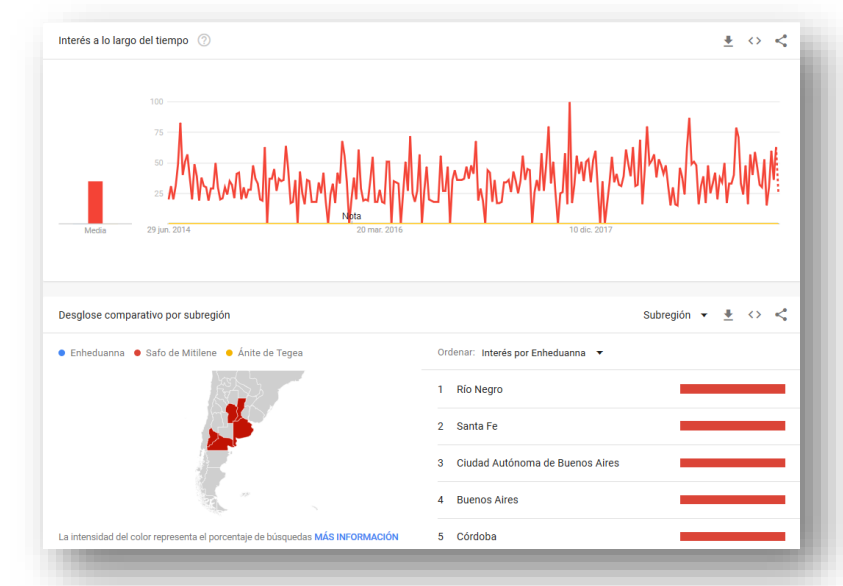 Interés a lo largo del tiempo
100
75
50
25
Nota
Media
29 jun. 2014
20 mar. 2016
10 dic. 2017
Desglose comparativo por subregión
Subregión
Enheduanna Safo de Mitilene Ánite de Tegea
Ordenar: Interés por Enheduanna
1 Río Negro
2 Santa Fe
3 Ciudad Autónoma de Buenos Aires
4 Buenos Aires
5 Córdoba
La intensidad del color representa el porcentaje de búsquedas MÁS INFORMACIÓN